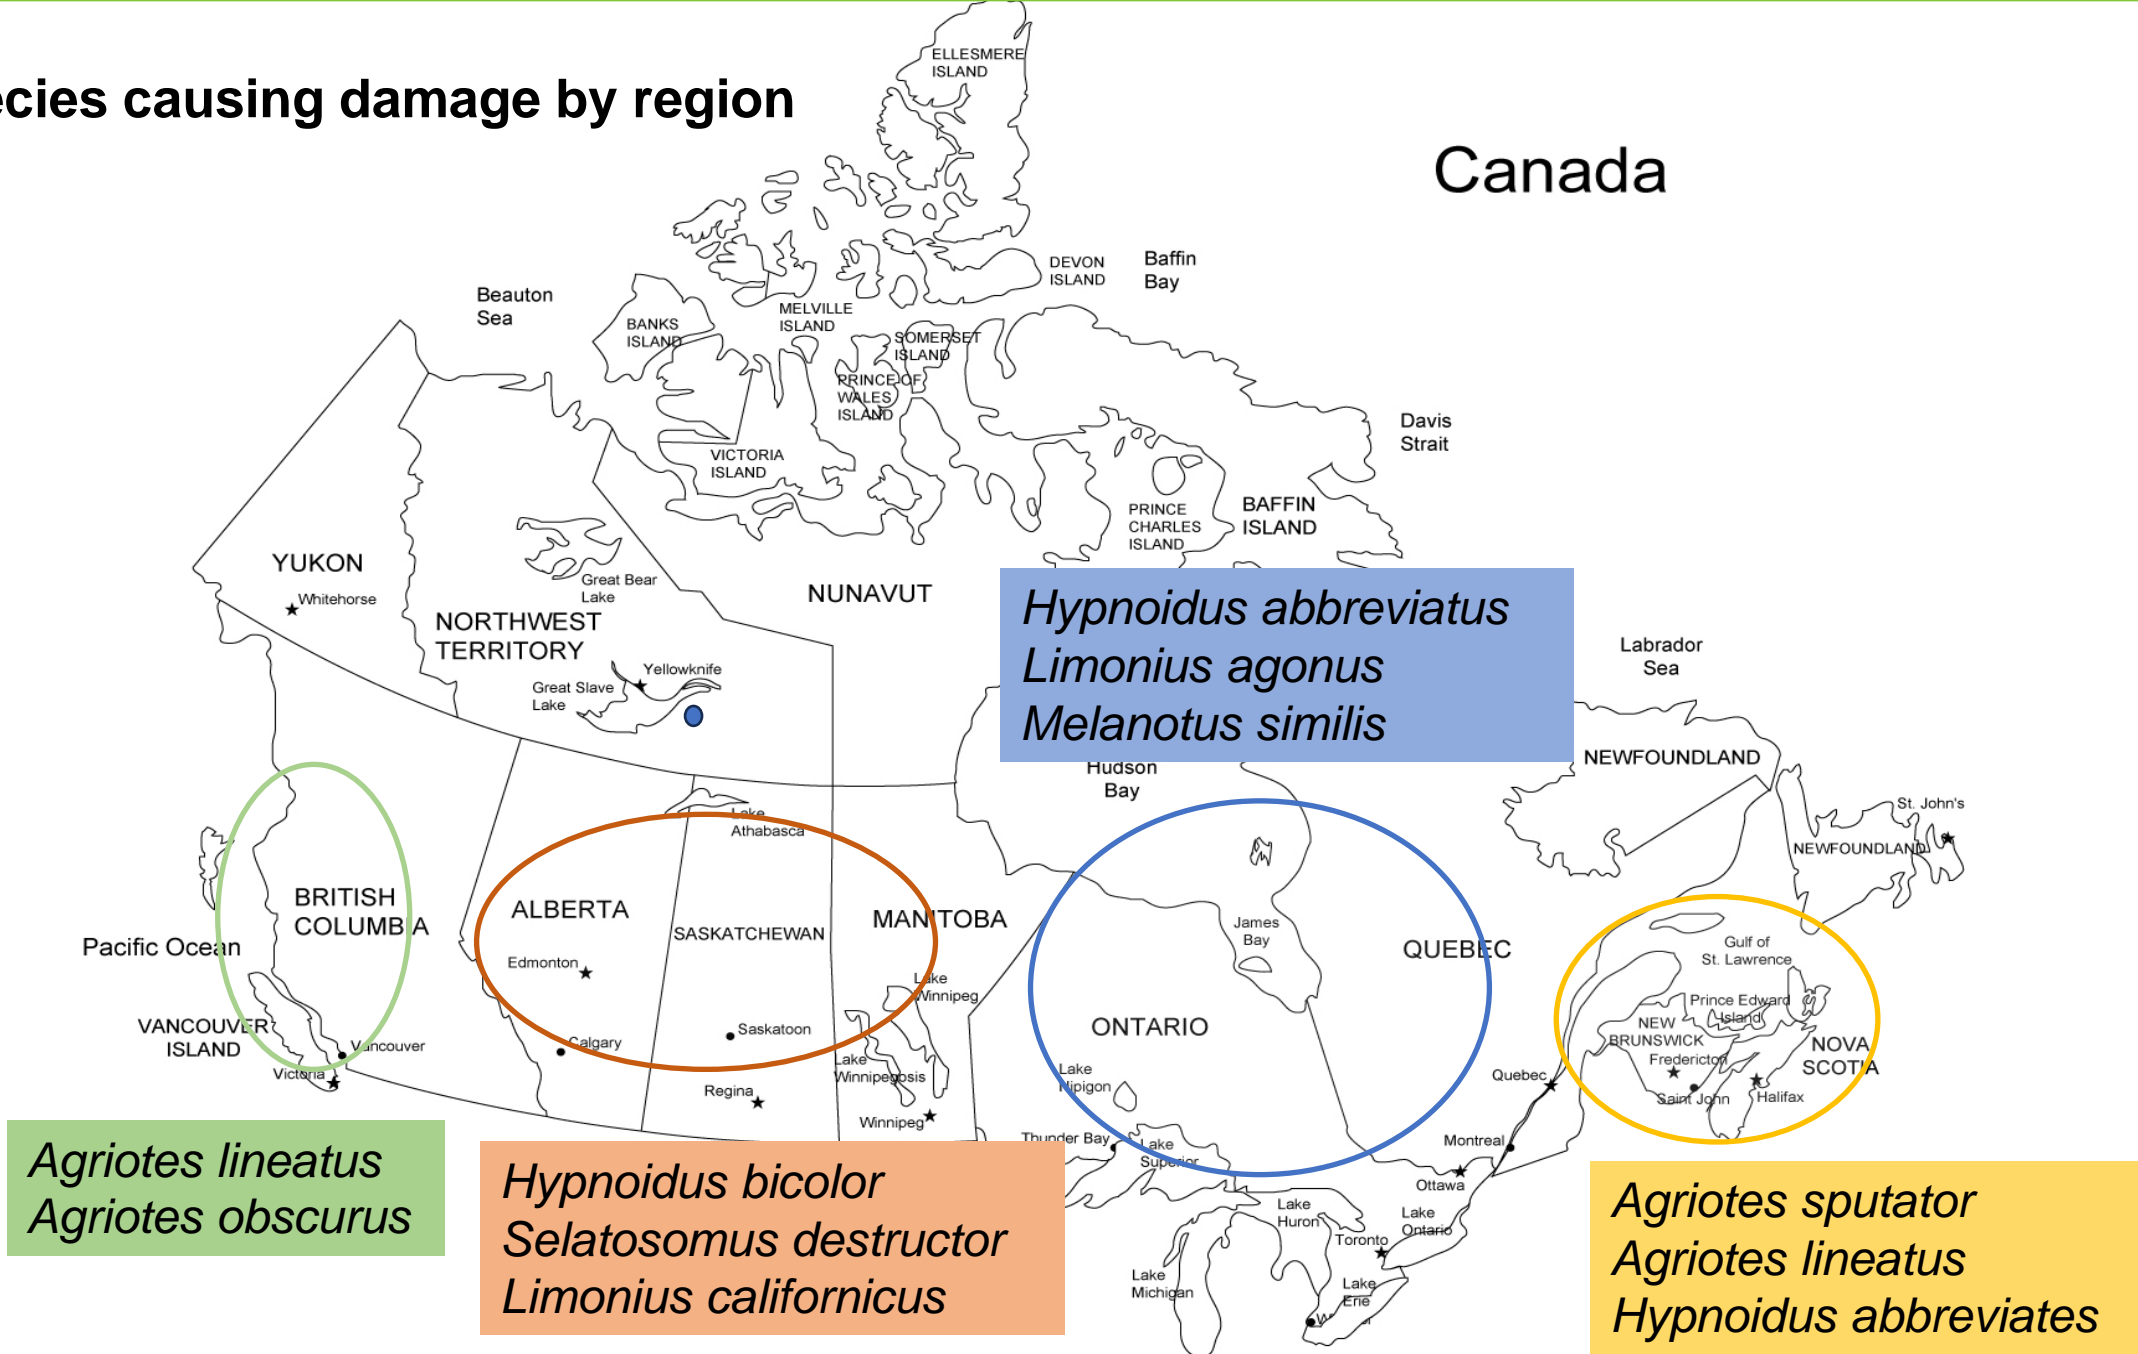 ecies causing damage by region
Canada
ELLESMERE
ISLAND
DEVON
ISLAND
Baffin
Bay
Beauton
Sea
BANKS
ISLAND
MELVILLE
ISLAND
SOMERSET
ISLAND
PRINCE OF
WALES
ISLAND
Davis
Strait
VICTORIA
ISLAND
PRINCE
CHARLES
ISLAND
BAFFIN
ISLAND
YUKON
Whitehorse
Great Bear
Lake
NORTHWEST
TERRITORY
NUNAVUT
Yellowknife
Great Slave
Lake
Hypnoidus abbreviatus
Limonius agonus
Melanotus similis
Labrador
Sea
Hudson
Bay
NEWFOUNDLAND
St. John's
NEWFOUNDLAND
Lake
Athabasca
BRITISH
COLUMBIA
ALBERTA
SASKATCHEWAN
MANITOBA
Pacific Ocean
Edmonton
Lake
Winnipeg
James
Bay
QUEBEC
Gulf of
St. Lawrence
Prince Edward
Island
NEW
BRUNSWICK
NOVA
SCOTIA
Fredericton
Saint John
Halifax
VANCOUVER
ISLAND
Vancouver
Victoria
Calgary
Saskatoon
Regina
Lake
Winnipegosis
Winnipeg
ONTARIO
Lake
Nipigon
Quebec
Thunder Bay
Lake
Superior
Montreal
Ottawa
Lake
Huron
Lake
Ontario
Toronto
Lake
Michigan
Lake
Erie
Agriotes lineatus
Agriotes obscurus
Hypnoidus bicolor
Selatosomus destructor
Limonius californicus
Agriotes sputator
Agriotes lineatus
Hypnoidus abbreviates